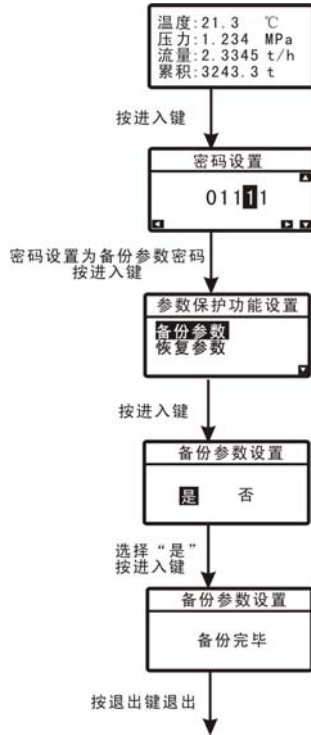 温度:21.3 ℃
压力:1.234 MPa
流量:2.3345 t/h
累积:3243.3 t
按进入键
密码设置
01111
密码设置为备份参数密码
按进入键
参数保护功能设置
备份参数
恢复参数
按进入键
备份参数设置
是 否
选择“是”
按进入键
备份参数设置
备份完毕
按退出键退出